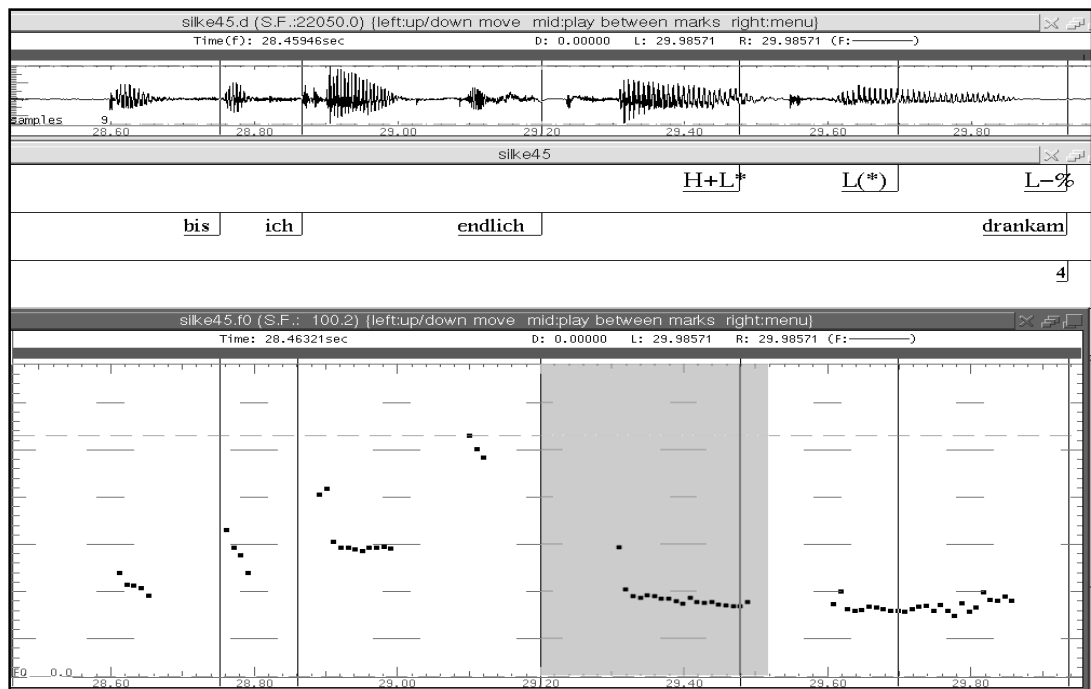 silke45.d (S.F.:22050.0) {left:up/down move mid:play between marks right:menu}
Time(f): 28.45946sec D: 0.00000 L: 29.98571 R: 29.98571 (F:———)
samples 9
28.60 28.80 29.00 29.20 29.40 29.60 29.80
silke45
H+L* L(*) L-%
bis ich endlich drankam
4
silke45.f0 (S.F.: 100.2) {left:up/down move mid:play between marks right:menu}
Time: 28.46321sec D: 0.00000 L: 29.98571 R: 29.98571 (F:———)
F0 0.0
28.60 28.80 29.00 29.20 29.40 29.60 29.80